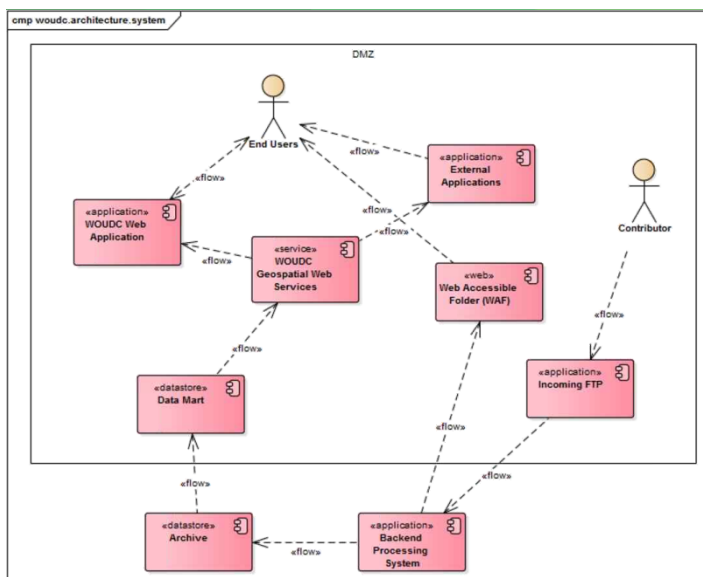 cmp woudc.architecture.system
DMZ
End Users
«flow»
«flow»
«application»
External
Applications
«flow»
«application»
WOUDC Web
Application
Contributor
«flow»
«service»
WOUDC
Geospatial Web
Services
«flow»
«web»
Web Accessible
Folder (WAF)
«flow»
«flow»
«flow»
«flow»
«application»
Incoming FTP
«datastore»
Data Mart
«flow»
«flow»
«datastore»
Archive
«application»
Backend
Processing
System
«flow»